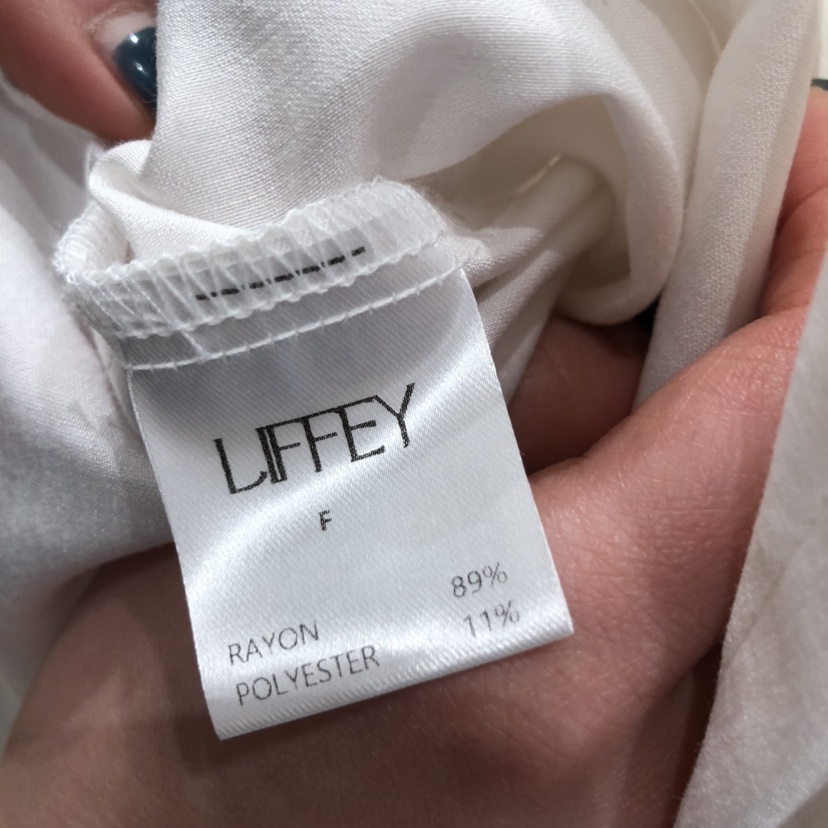 LIFFEY
F
RAYON 89%
POLYESTER 11%